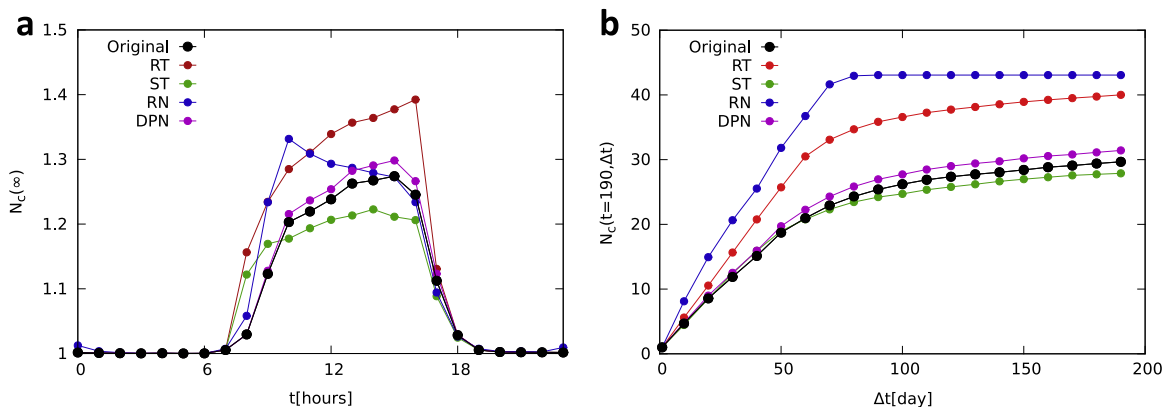 a
1.5
1.4
1.3
1.2
1.1
1
N_c(∞)
Original
RT
ST
RN
DPN
0
6
12
18
t[hours]
b
50
40
30
20
10
0
N_c(t=190,Δt)
Original
RT
ST
RN
DPN
0
50
100
150
200
Δt[day]